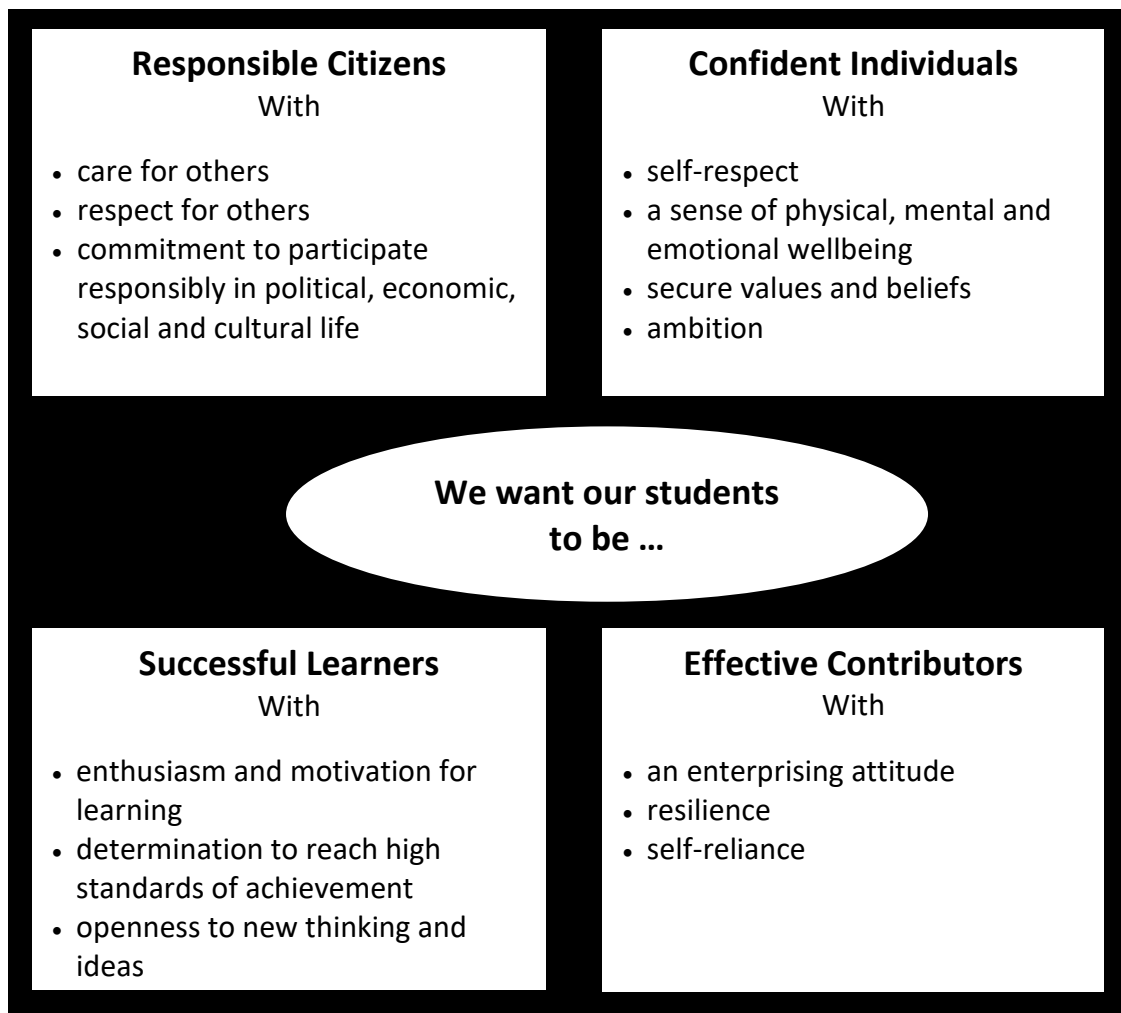 Responsible Citizens
With
• care for others
• respect for others
• commitment to participate
responsibly in political, economic,
social and cultural life
Confident Individuals
With
• self-respect
• a sense of physical, mental and
emotional wellbeing
• secure values and beliefs
• ambition
We want our students
to be …
Successful Learners
With
• enthusiasm and motivation for
learning
• determination to reach high
standards of achievement
• openness to new thinking and
ideas
Effective Contributors
With
• an enterprising attitude
• resilience
• self-reliance